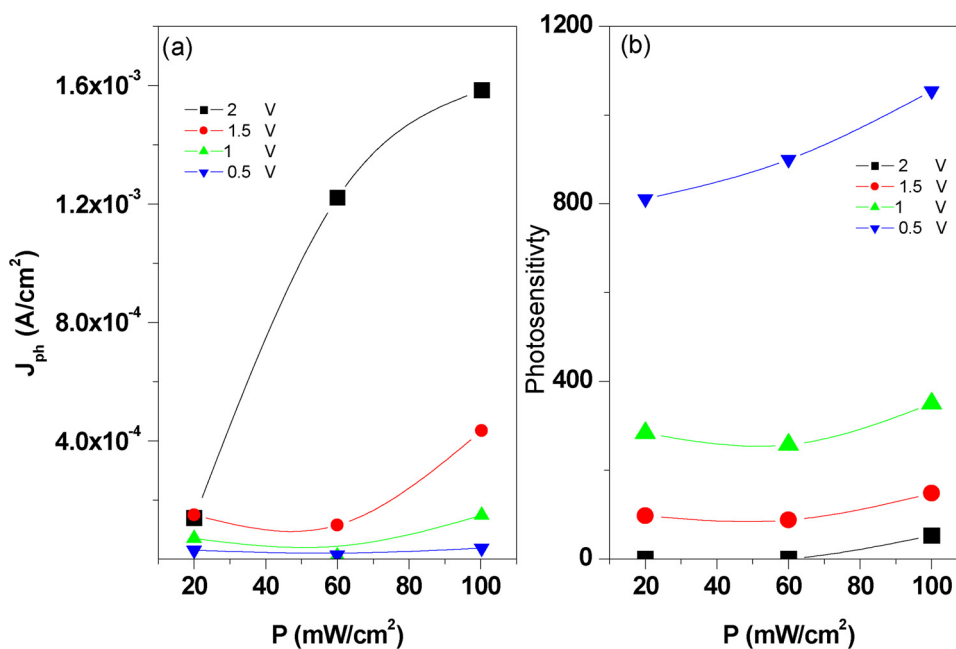 (a)
1.6x10⁻³
1.2x10⁻³
8.0x10⁻⁴
4.0x10⁻⁴
J_ph (A/cm²)
2 V
1.5 V
1 V
0.5 V
20 40 60 80 100
P (mW/cm²)
(b)
1200
800
400
0
Photosensitivty
2 V
1.5 V
1 V
0.5 V
20 40 60 80 100
P (mW/cm²)